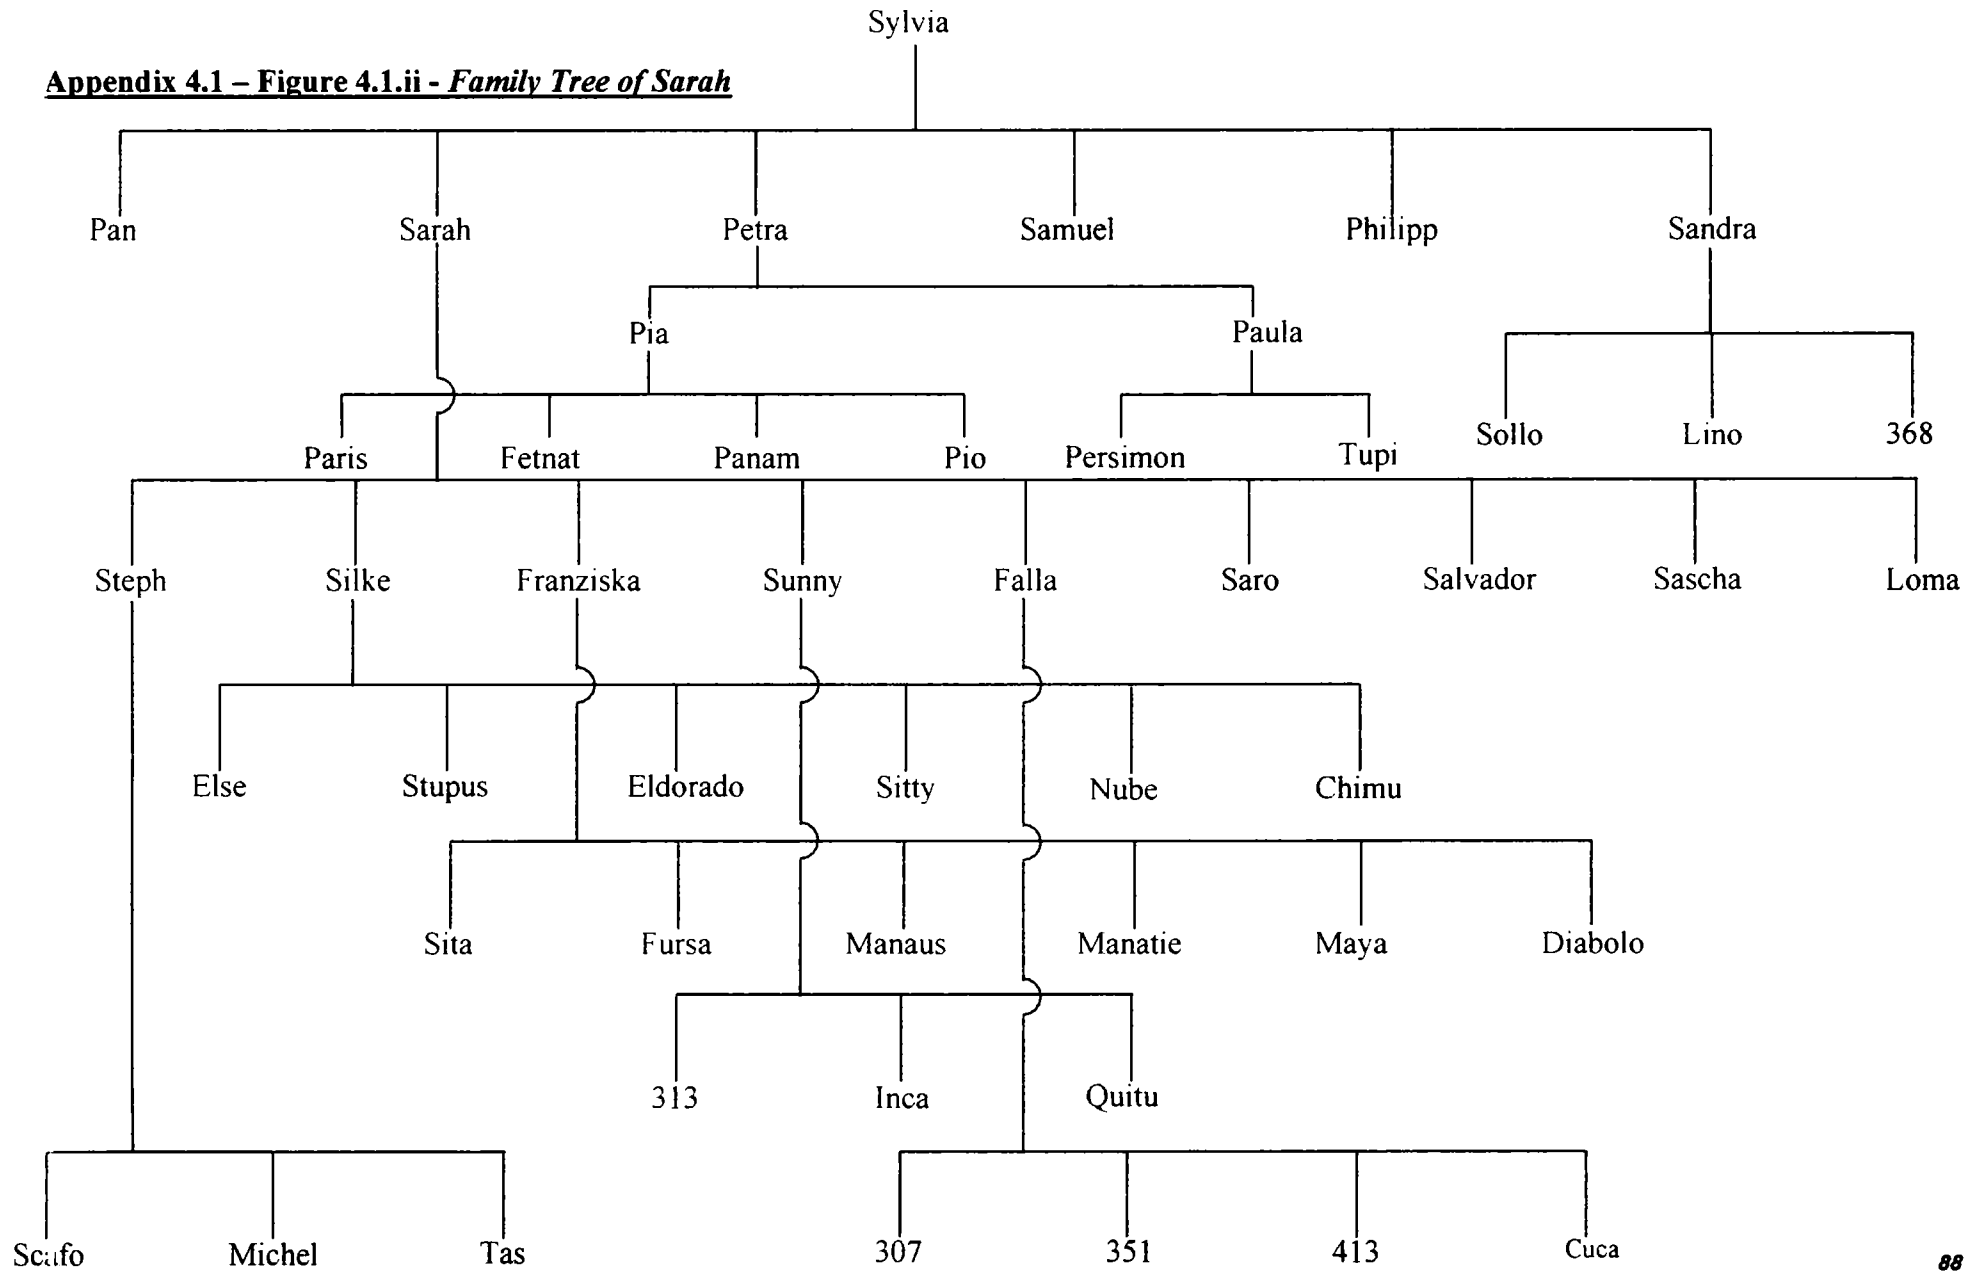 Sylvia
Appendix 4.1 – Figure 4.1.ii - Family Tree of Sarah
Pan Sarah Petra Samuel Philipp Sandra
Pia Paula
Sollo Lino 368
Paris Fetnat Panam Pio Persimon Tupi
Steph Silke Franziska Sunny Falla Saro Salvador Sascha Loma
Else Stupus Eldorado Sitty Nube Chimu
Sita Fursa Manaus Manatie Maya Diabolo
313 Inca Quitu
Michel Tas 307 351 413 Cuca
88